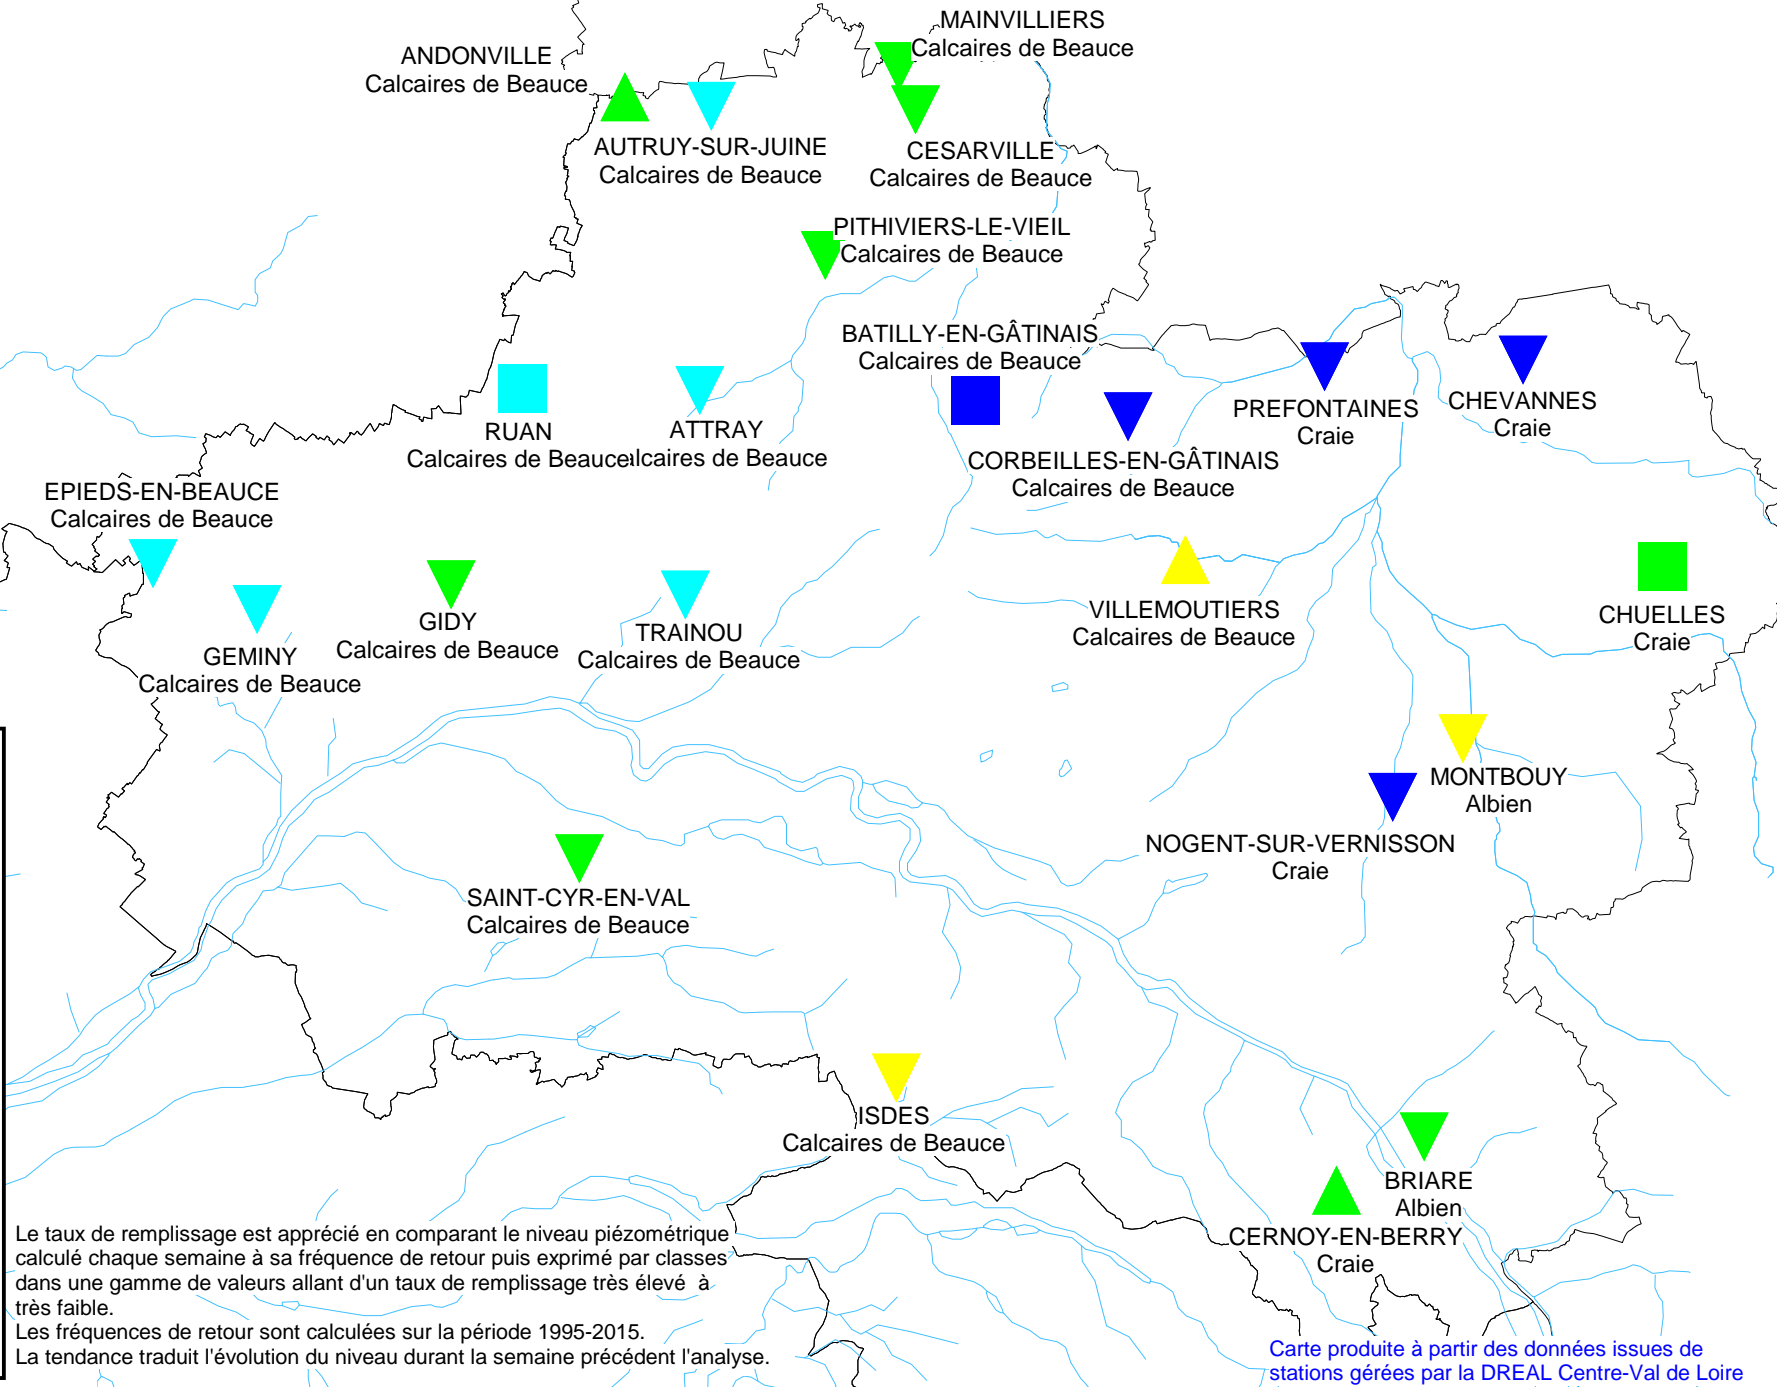 MAINVILLIERS
Calcaires de Beauce
ANDONVILLE
Calcaires de Beauce
AUTRUY-SUR-JUINE
Calcaires de Beauce
CESARVILLE
Calcaires de Beauce
PITHIVIERS-LE-VIEIL
Calcaires de Beauce
BATILLY-EN-GÂTINAIS
Calcaires de Beauce
PREFONTAINES
Craie
CHEVANNES
Craie
RUAN
Calcaires de Beauce
ATTRAY
lcaires de Beauce
CORBEILLES-EN-GÂTINAIS
Calcaires de Beauce
EPIEDS-EN-BEAUCE
Calcaires de Beauce
GIDY
Calcaires de Beauce
TRAINOU
Calcaires de Beauce
GEMINY
Calcaires de Beauce
VILLEMOUTIERS
Calcaires de Beauce
CHUELLES
Craie
MONTBOUY
Albien
NOGENT-SUR-VERNISSON
Craie
SAINT-CYR-EN-VAL
Calcaires de Beauce
ISDES
Calcaires de Beauce
BRIARE
Albien
CERNOY-EN-BERRY
Craie
Le taux de remplissage est apprécié en comparant le niveau piézométrique
calculé chaque semaine à sa fréquence de retour puis exprimé par classes
dans une gamme de valeurs allant d'un taux de remplissage très élevé à
très faible.
Les fréquences de retour sont calculées sur la période 1995-2015.
La tendance traduit l'évolution du niveau durant la semaine précédent l'analyse.
Carte produite à partir des données issues de
stations gérées par la DREAL Centre-Val de Loire